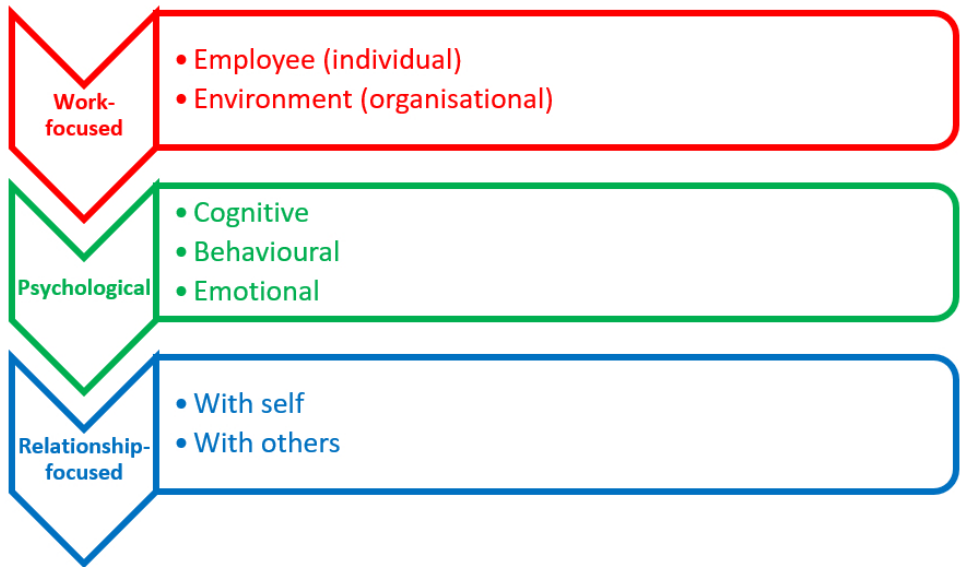 Work-
focused
• Employee (individual)
• Environment (organisational)
Psychological
• Cognitive
• Behavioural
• Emotional
Relationship-
focused
• With self
• With others